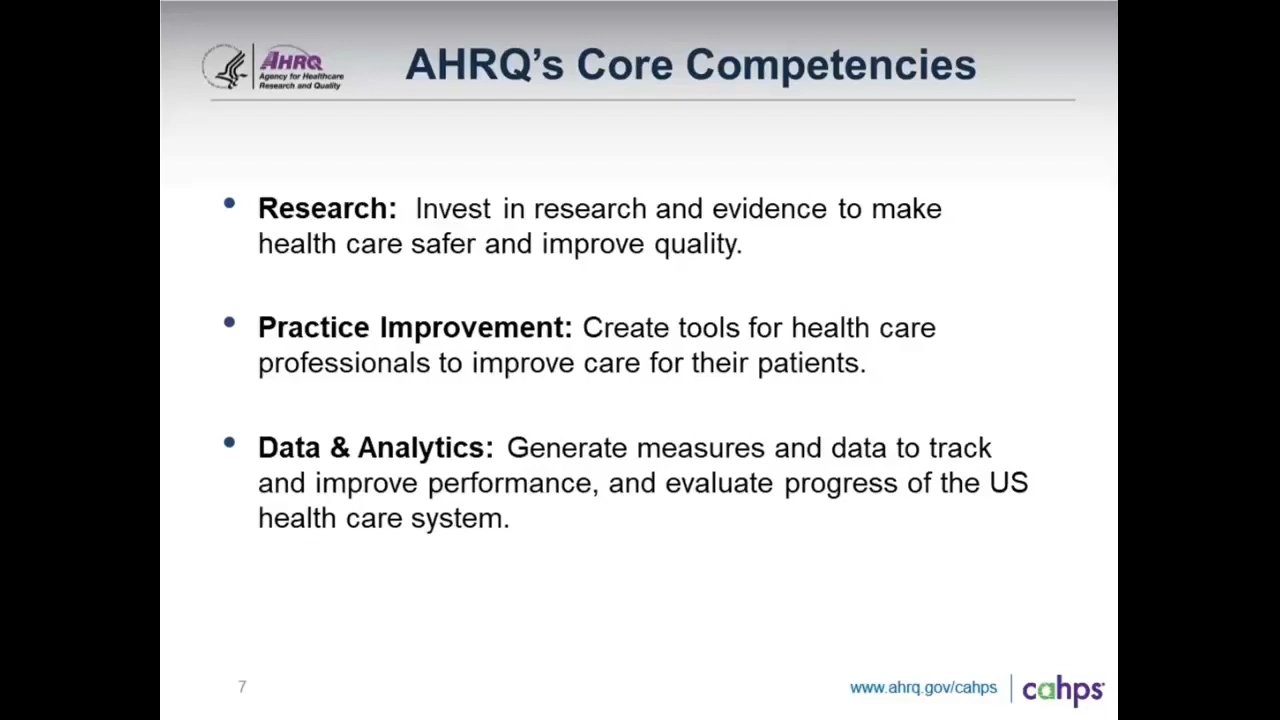 AHRQ
Agency for Healthcare
Research and Quality
AHRQ’s Core Competencies
• Research: Invest in research and evidence to make
health care safer and improve quality.
• Practice Improvement: Create tools for health care
professionals to improve care for their patients.
• Data & Analytics: Generate measures and data to track
and improve performance, and evaluate progress of the US
health care system.
7
www.ahrq.gov/cahps
cahps